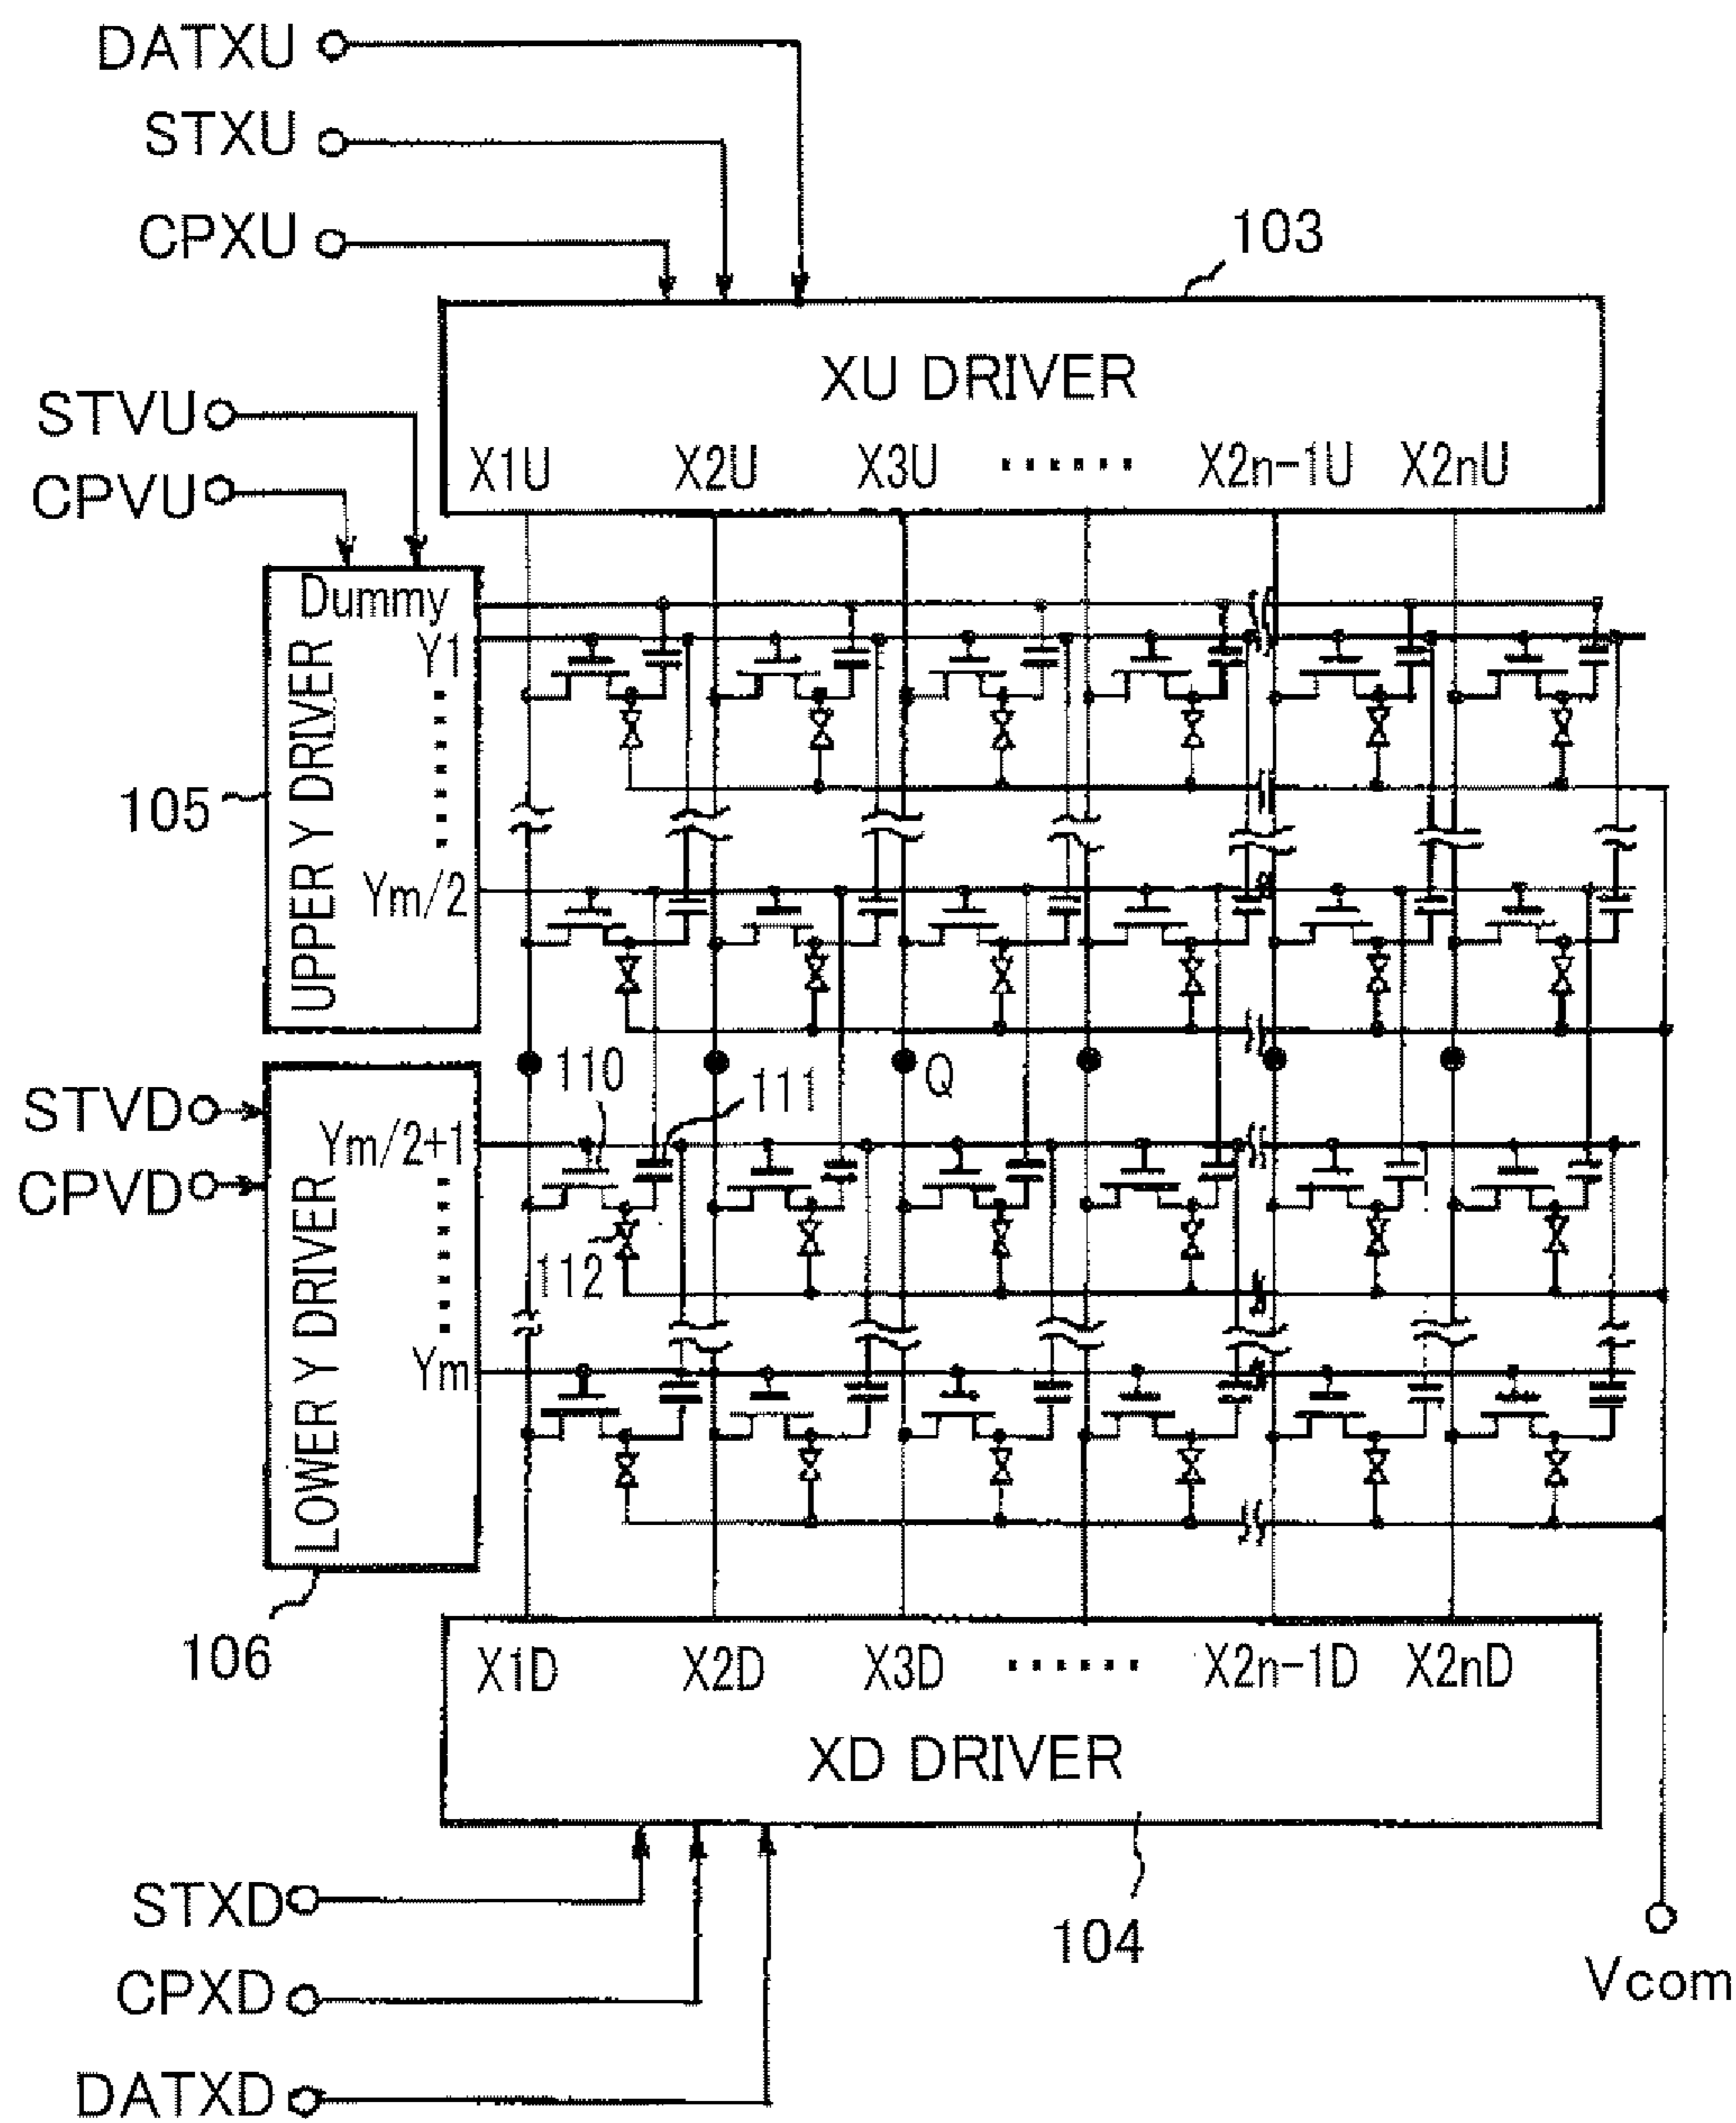 DATXU
STXU
CPXU
103
XU DRIVER
STVU
CPVU
X1U X2U X3U ...... X2n-1U X2nU
Dummy
Y1
105
UPPER Y DRIVER
Ym/2
110
Q
111
STVD
CPVD
Ym/2+1
112
LOWER Y DRIVER
Ym
106
X1D X2D X3D ...... X2n-1D X2nD
XD DRIVER
STXD
104
CPXD
Vcom
DATXD